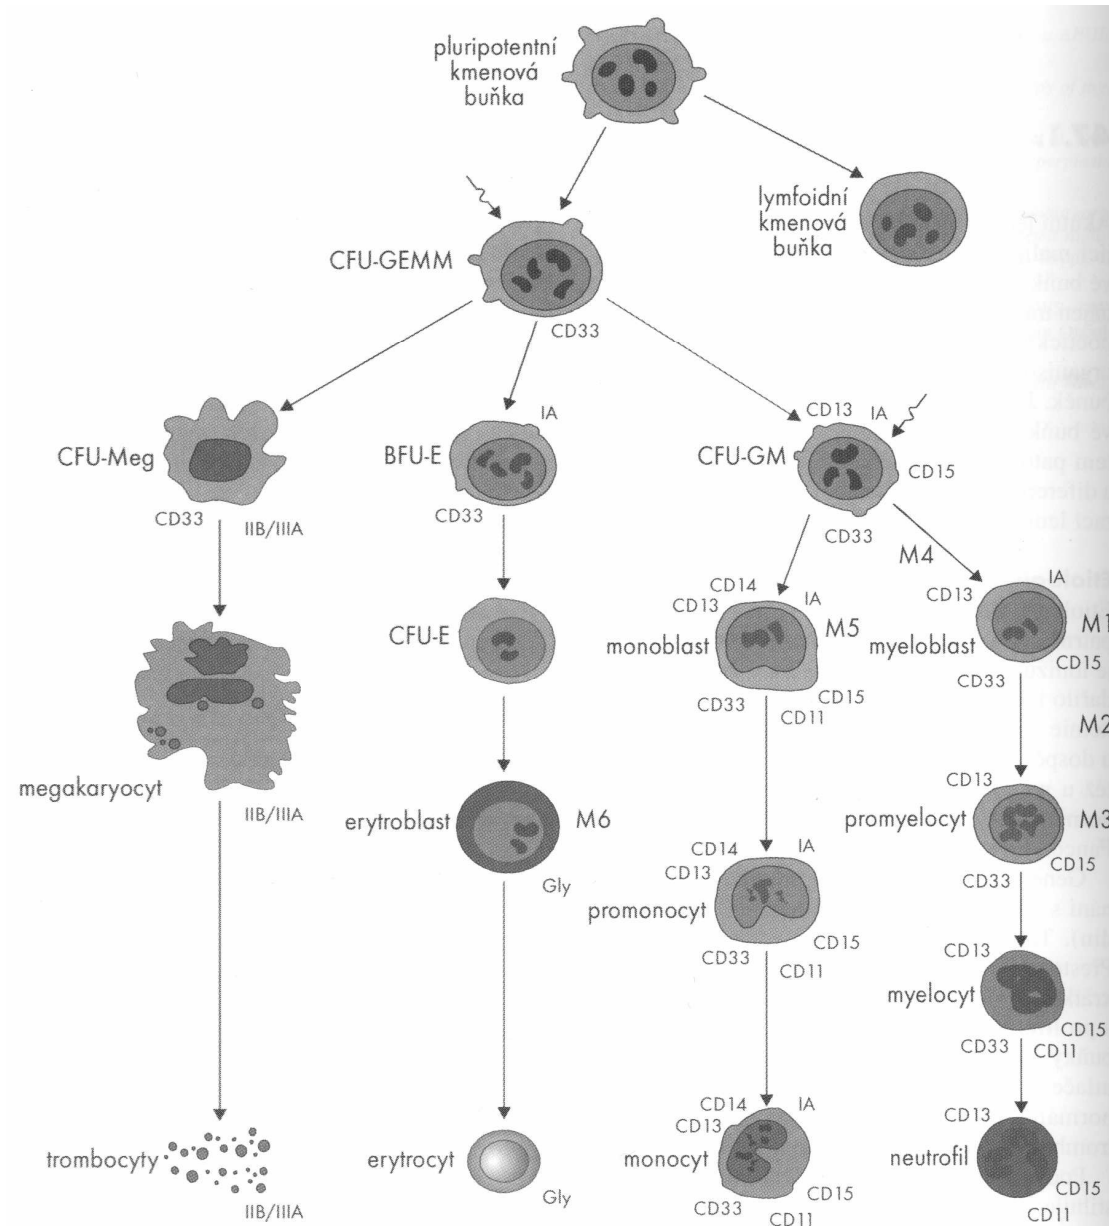 pluripotentní
kmenová
buňka
lymfoidní
kmenová
buňka
CFU-GEMM
CD33
CFU-Meg
CD33
IIB/IIIA
BFU-E
IA
CD33
CFU-GM
CD13
IA
CD15
CD33
M4
CFU-E
monoblast
CD14
CD13
IA
M5
CD33
CD15
CD11
myeloblast
CD13
IA
M1
CD15
CD33
M2
megakaryocyt
IIB/IIIA
erytroblast
M6
Gly
promonocyt
CD14
CD13
IA
CD33
CD15
CD11
promyelocyt
CD13
M3
CD15
CD33
myelocyt
CD13
CD15
CD33
CD11
trombocyty
IIB/IIIA
erytrocyt
Gly
monocyt
CD14
CD13
IA
CD33
CD15
CD11
neutrofil
CD13
CD15
CD11